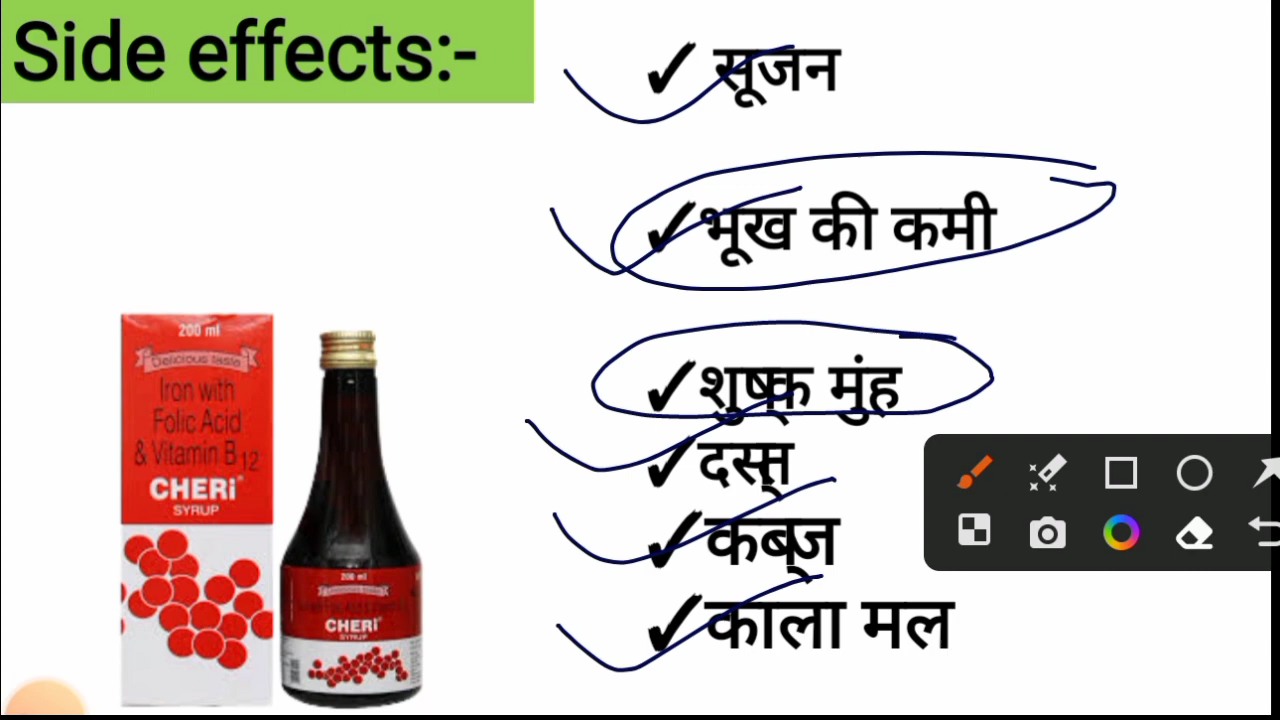 Side effects:-
✓ सूजन
✓ भूख की कमी
✓ शुष्क मुंह
✓ दस्त
✓ कब्ज
✓ काला मल
200 ml
Delicious taste
Iron with
Folic Acid
& Vitamin B12
CHERi
SYRUP
200 ml
CHERi
SYRUP